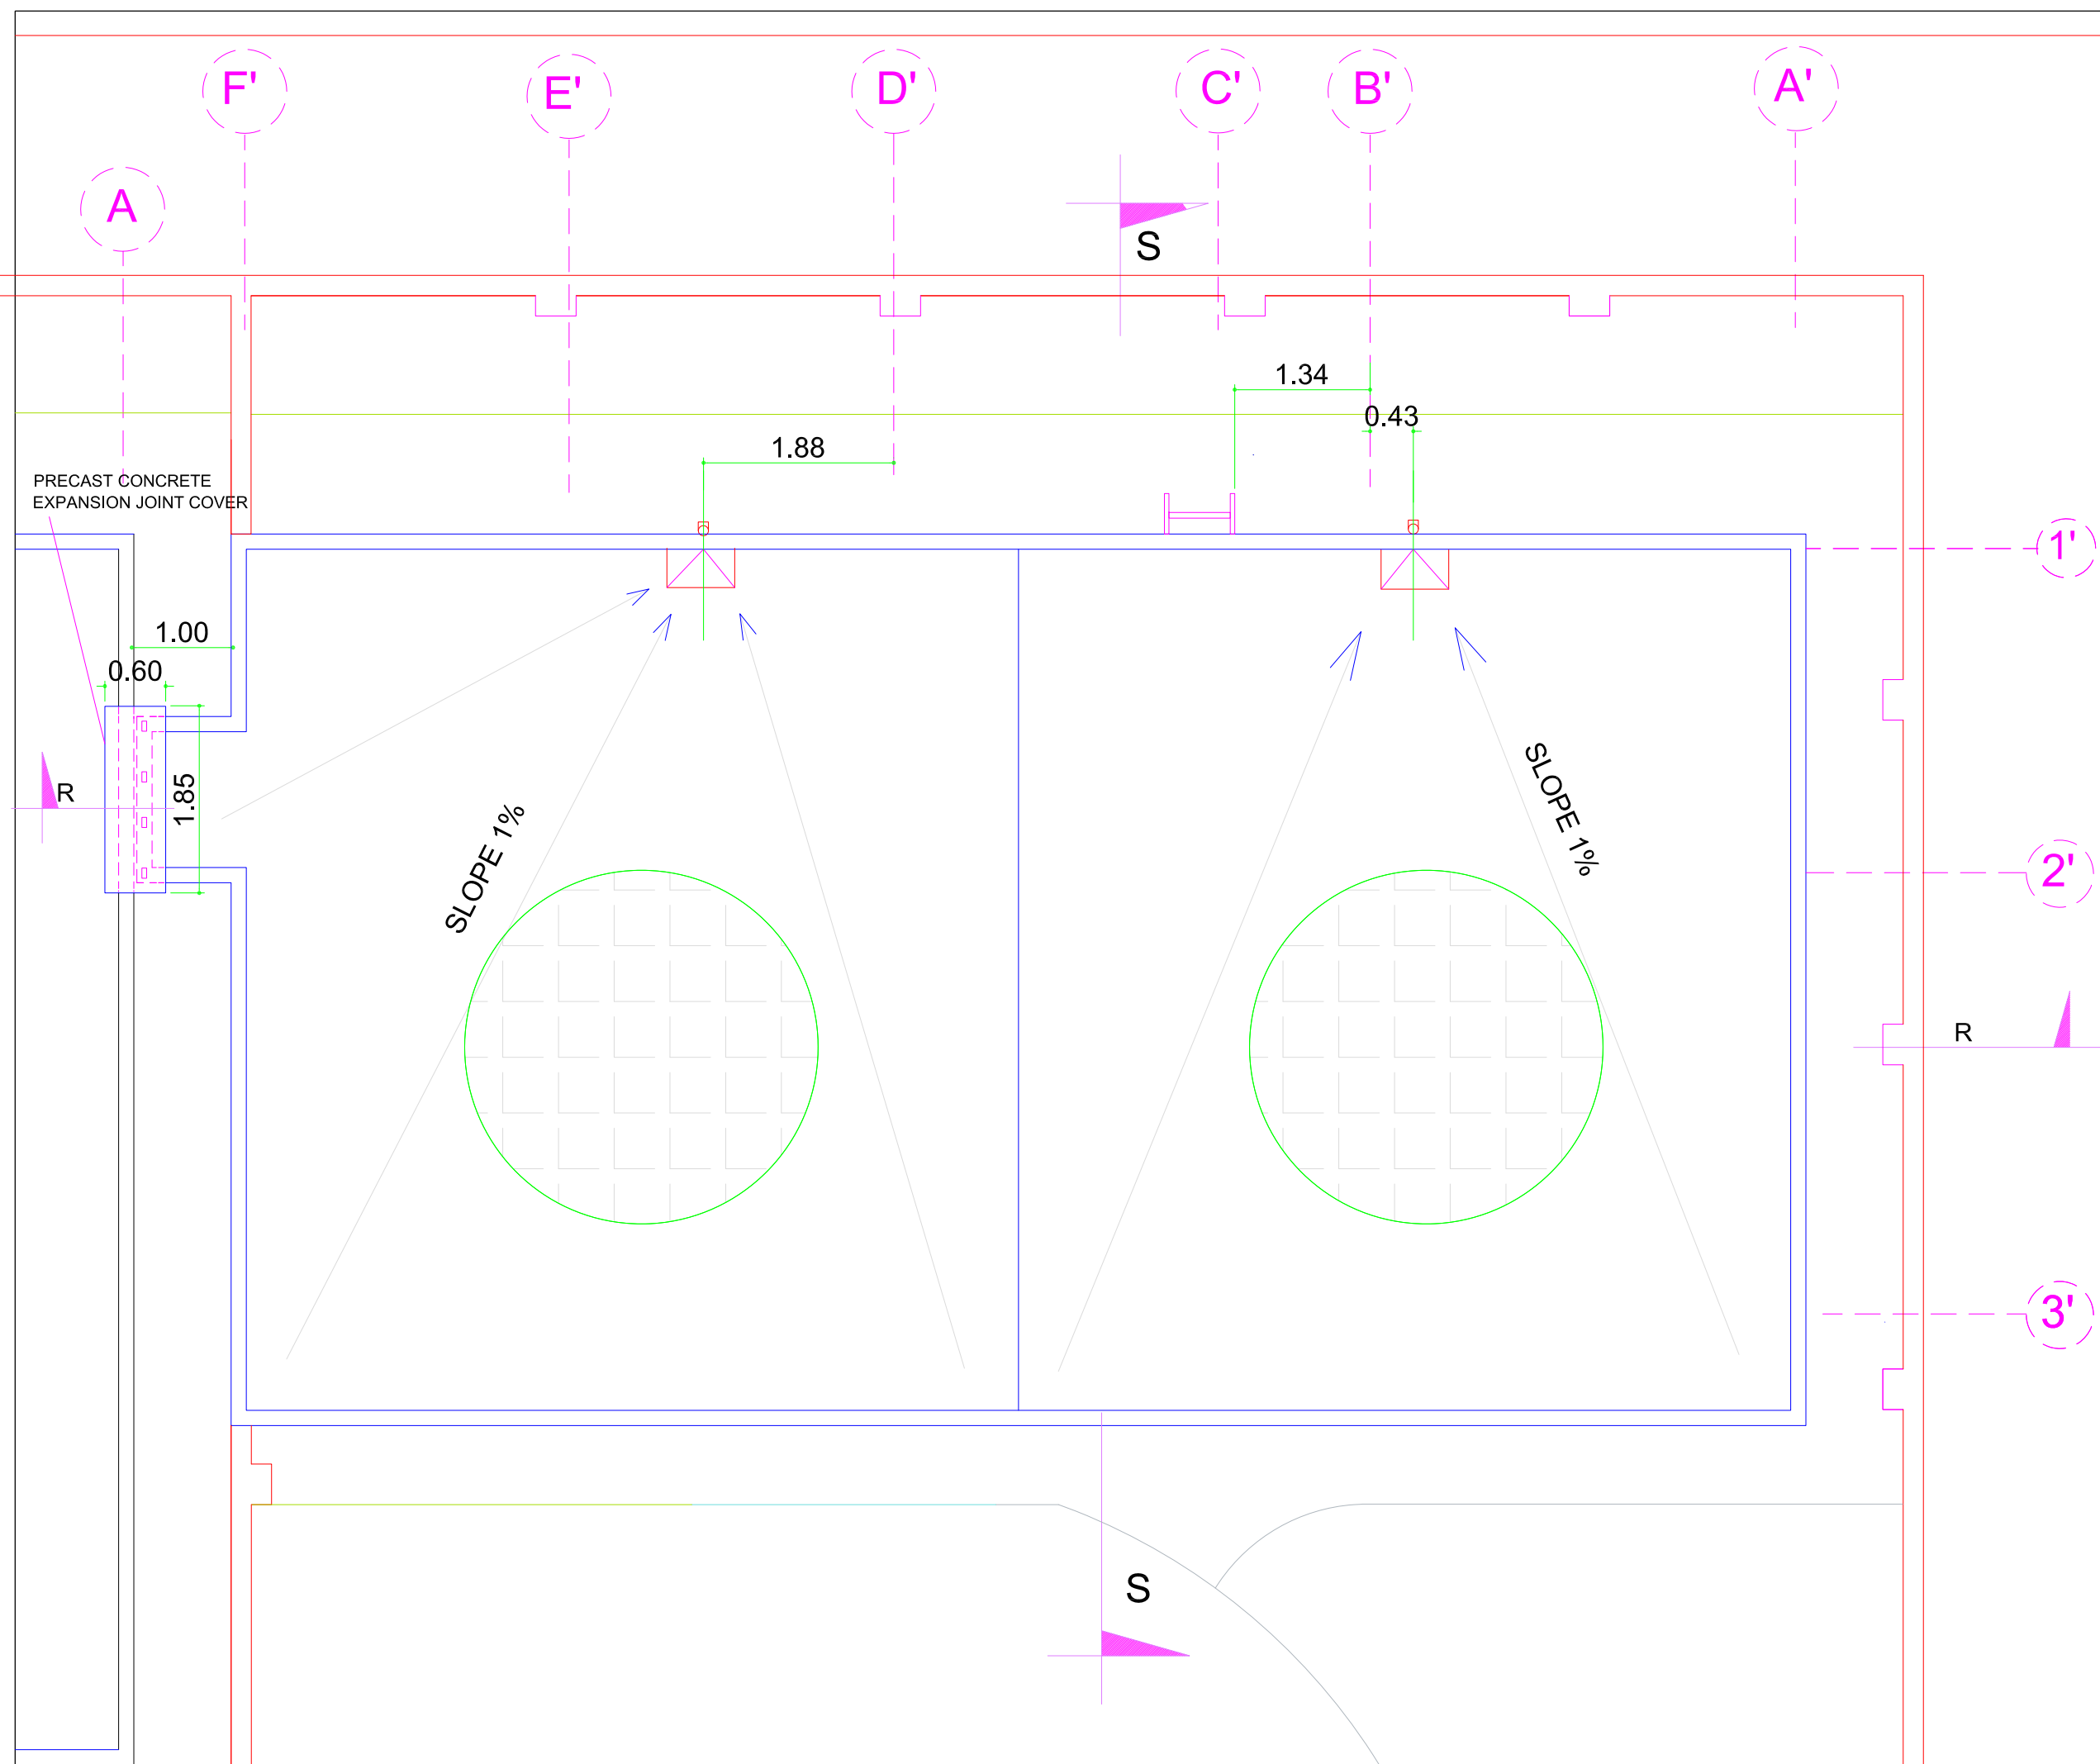 F'
E'
D'
C'
B'
A'
A
S
1.34
0.43
1.88
PRECAST CONCRETE
EXPANSION JOINT COVER
1'
1.00
0.60
R
1.85
SLOPE 1%
SLOPE 1%
2'
R
3'
S